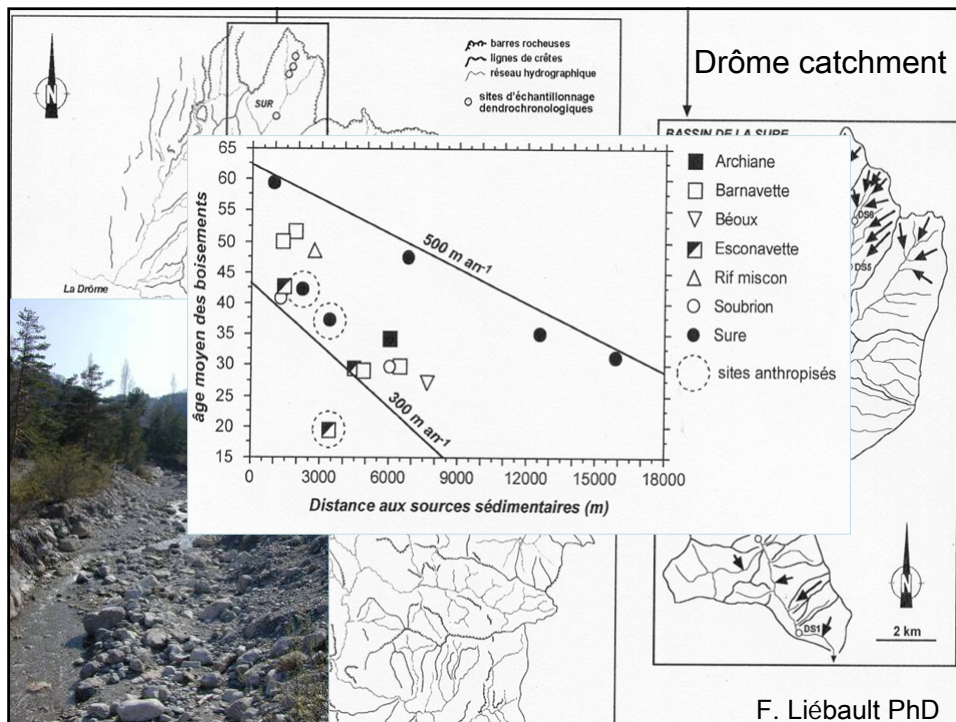 Drôme catchment
barres rocheuses
lignes de crêtes
réseau hydrographique
sites d'échantillonnage
dendrochronologiques
N
SUR
La Drôme
BASSIN DE LA SURE
DS6
DS5
âge moyen des boisements
65
60
55
50
45
40
35
30
25
20
15
500 m an-1
300 m an-1
0 3000 6000 9000 12000 15000 18000
Distance aux sources sédimentaires (m)
Archiane
Barnavette
Béoux
Esconavette
Rif miscon
Soubrion
Sure
sites anthropisés
N
DS1
2 km
F. Liébault PhD